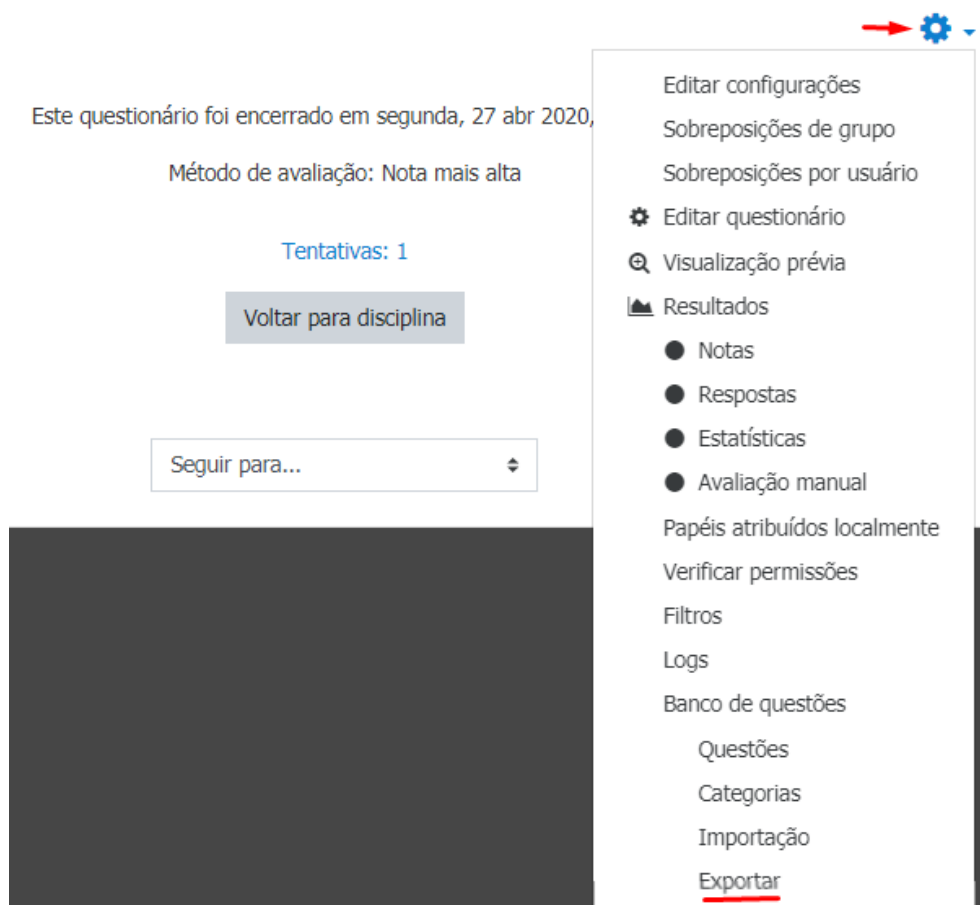 Este questionário foi encerrado em segunda, 27 abr 2020,
Método de avaliação: Nota mais alta
Tentativas: 1
Voltar para disciplina
Seguir para...
Editar configurações
Sobreposições de grupo
Sobreposições por usuário
Editar questionário
Visualização prévia
Resultados
Notas
Respostas
Estatísticas
Avaliação manual
Papéis atribuídos localmente
Verificar permissões
Filtros
Logs
Banco de questões
Questões
Categorias
Importação
Exportar